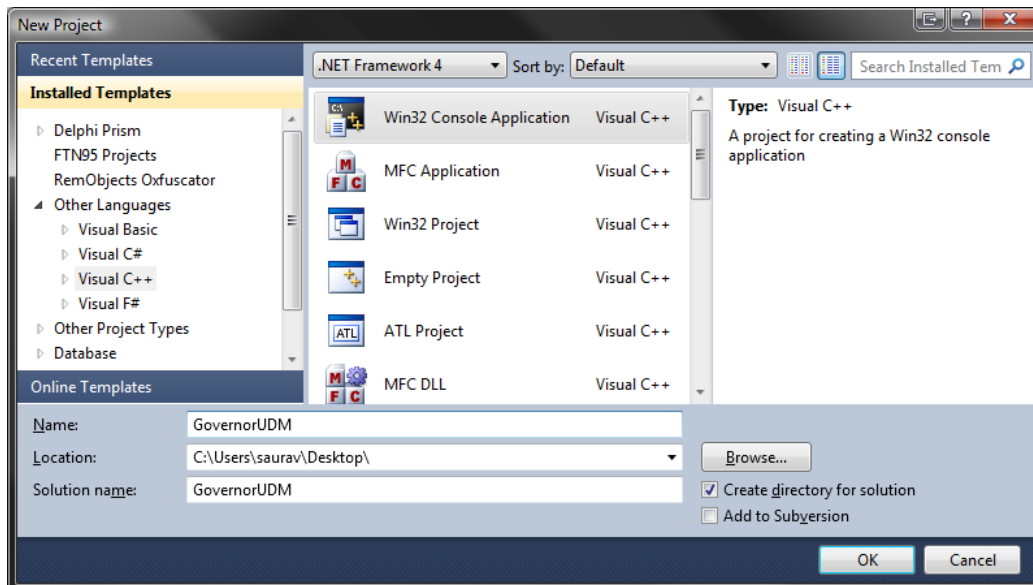 New Project
Recent Templates
Installed Templates
Delphi Prism
FTN95 Projects
RemObjects Oxfuscator
Other Languages
Visual Basic
Visual C#
Visual C++
Visual F#
Other Project Types
Database
Online Templates
.NET Framework 4 Sort by: Default Search Installed Tem
Win32 Console Application Visual C++
MFC Application Visual C++
Win32 Project Visual C++
Empty Project Visual C++
ATL Project Visual C++
MFC DLL Visual C++
Type: Visual C++
A project for creating a Win32 console
application
Name: GovernorUDM
Location: C:\Users\saurav\Desktop\ Browse...
Solution name: GovernorUDM
Create directory for solution
Add to Subversion
OK Cancel